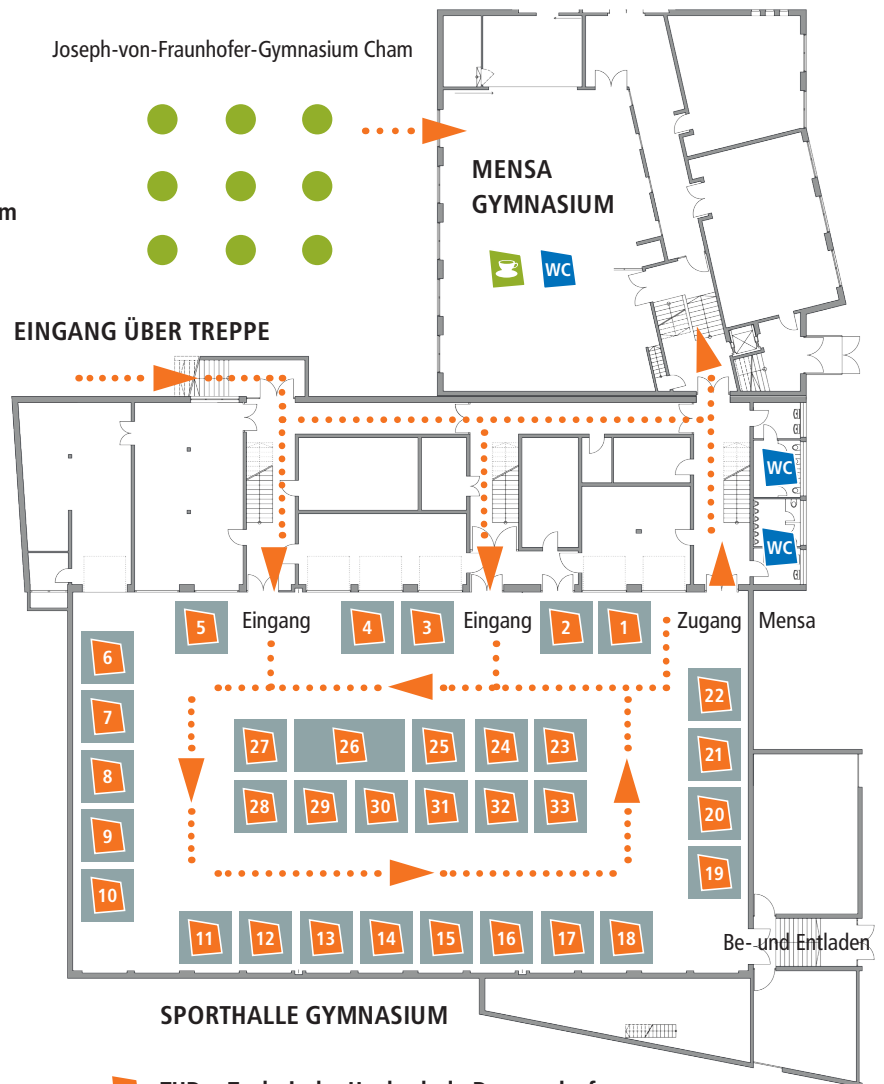 Joseph-von-Fraunhofer-Gymnasium Cham
m
MENSA
GYMNASIUM
WC
EINGANG ÜBER TREPPE
WC
WC
5 Eingang 4 3 Eingang 2 1 Zugang Mensa
6
7
8
9
10
22
21
20
19
27 26 25 24 23
28 29 30 31 32 33
11 12 13 14 15 16 17 18
Be- und Entladen
SPORTHALLE GYMNASIUM